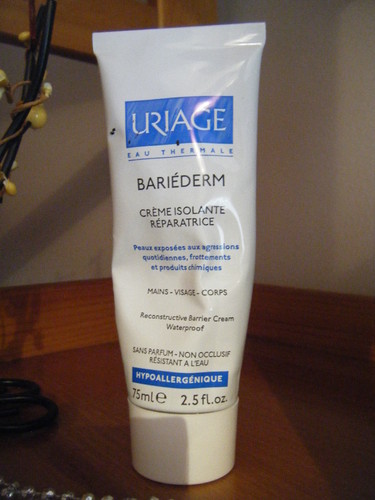 URIAGE
EAU THERMALE
BARIÉDERM
CRÈME ISOLANTE
RÉPARATRICE
Peaux exposées aux agressions
quotidiennes, frottements
et produits chimiques
MAINS - VISAGE - CORPS
Reconstructive Barrier Cream
Waterproof
SANS PARFUM - NON OCCLUSIF
RÉSISTANT A L'EAU
HYPOALLERGÉNIQUE
75ml e 2.5 fl.oz.